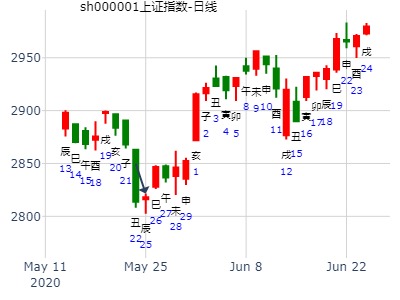 sh000001上证指数-日线
2950
2900
2850
2800
辰
13
巳
14
午
15
酉
18
戌
19
亥
20
子
21
丑
22
辰
25
巳
26
午
27
未
28
申
29
亥
1
子
2
丑
3
寅
4
卯
5
午
8
未
9
申
10
酉
11
戌
12
丑
15
寅
16
卯
17
辰
18
巳
19
申
22
酉
23
戌
24
May 11
2020
May 25
Jun 8
Jun 22